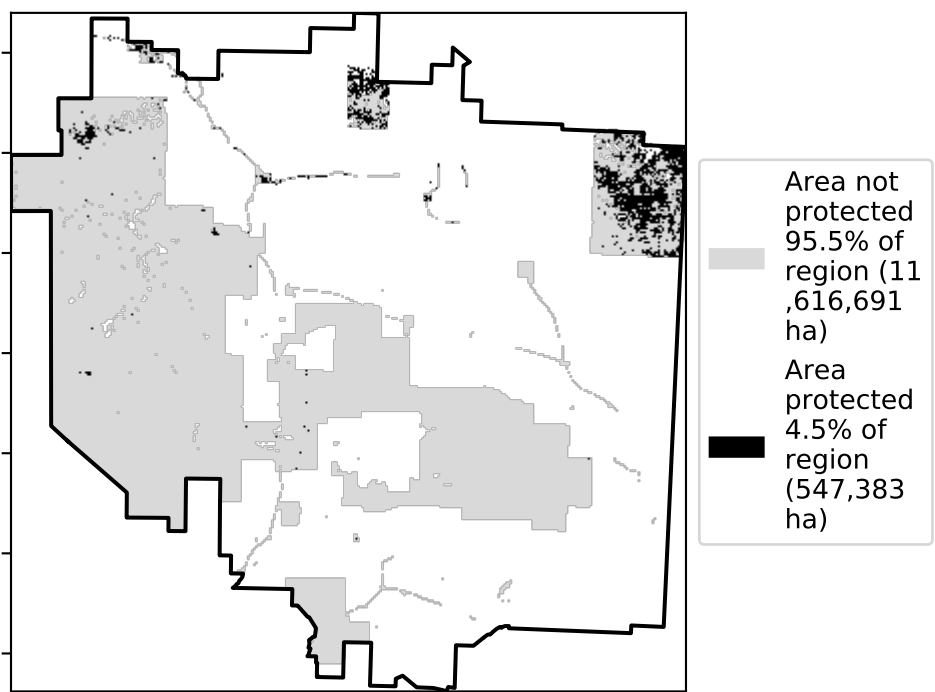 Area not
protected
95.5% of
region (11
,616,691
ha)
Area
protected
4.5% of
region
(547,383
ha)